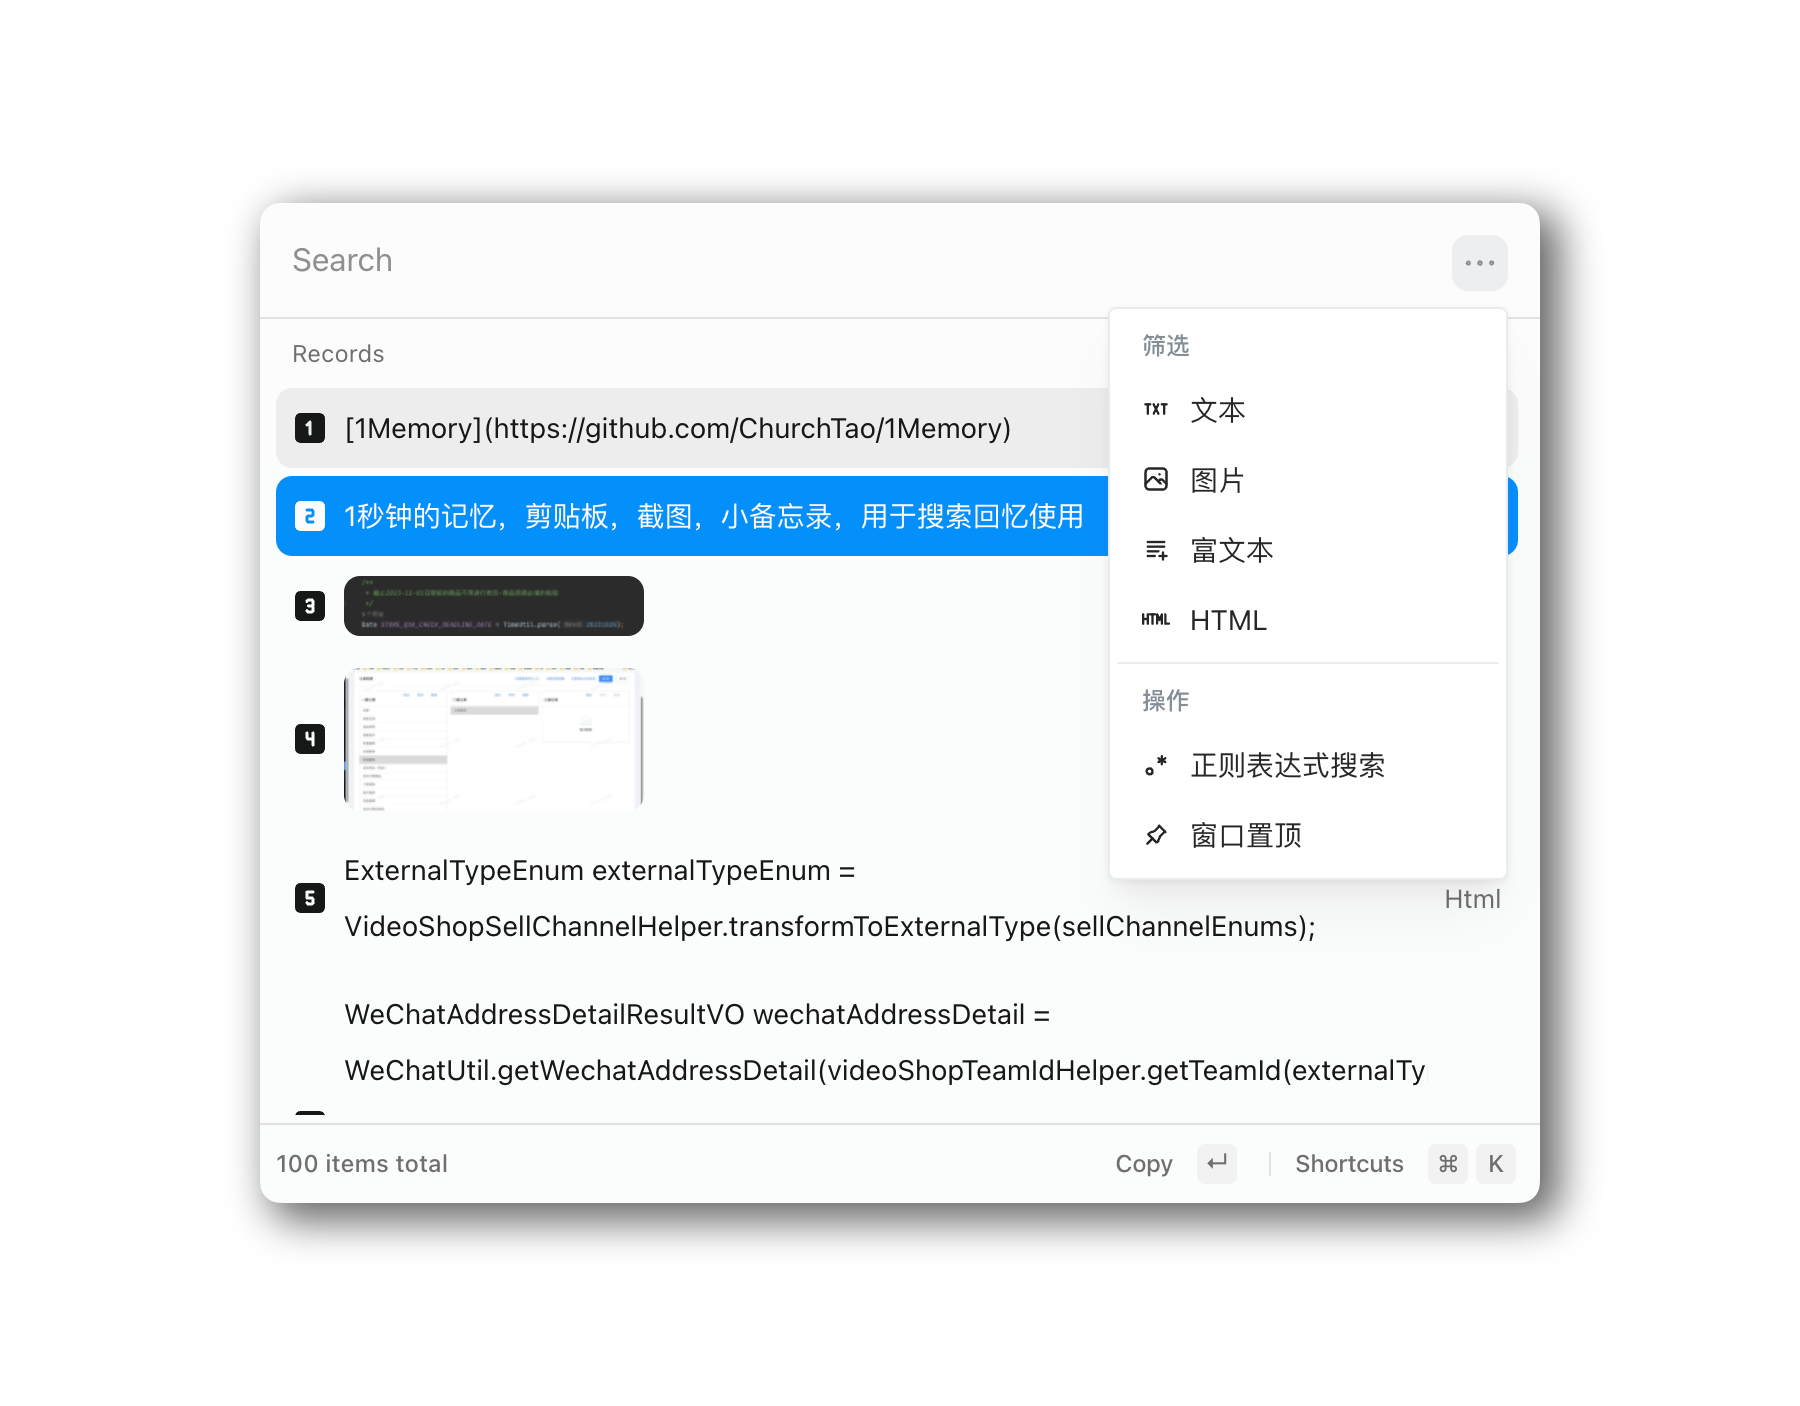 Search
Records
1
[1Memory](https://github.com/ChurchTao/1Memory)
2
1秒钟的记忆，剪贴板，截图，小备忘录，用于搜索回忆使用
3
/**
*/
4
5
ExternalTypeEnum externalTypeEnum =
VideoShopSellChannelHelper.transformToExternalType(sellChannelEnums);
Html
WeChatAddressDetailResultVO wechatAddressDetail =
WeChatUtil.getWechatAddressDetail(videoShopTeamIdHelper.getTeamId(externalTy
筛选
TXT 文本
图片
富文本
HTML HTML
操作
正则表达式搜索
窗口置顶
100 items total
Copy
Shortcuts ⌘ K